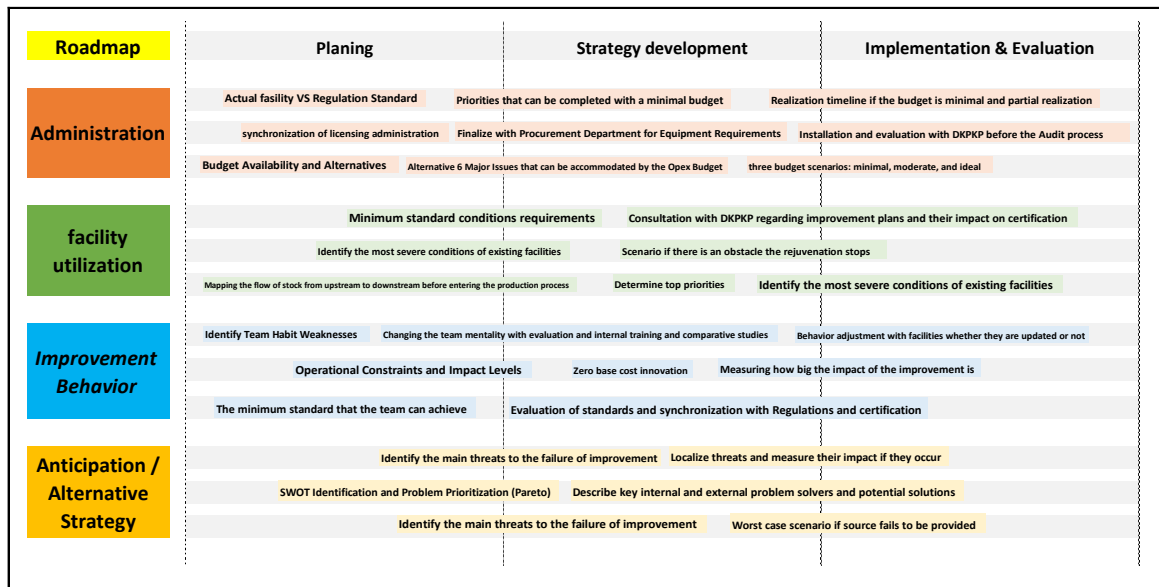 Roadmap
Planing
Strategy development
Implementation & Evaluation
Administration
Actual fasility VS Regulation Standard
Priorities that can be completed with a minimal budget
Realization timeline if the budget is minimal and partial realization
synchronization of licensing administration
Finalize with Procurement Department for Equipment Requirements
Installation and evaluation with DKPKP before the Audit process
Budget Availability and Alternatives
Alternative 6 Major Issues that can be accommodated by the Opex Budget
three budget scenarios: minimal, moderate, and ideal
facility
utilization
Minimum standard conditions requirements
Consultation with DKPKP regarding improvement plans and their impact on certification
Identify the most severe conditions of existing facilities
Scenario if there is an obstacle the rejuvenation stops
Mapping the flow of stock from upstream to downstream before entering the production process
Determine top priorities
Identify the most severe conditions of existing facilities
Improvement
Behavior
Identify Team Habit Weaknesses
Changing the team mentality with evaluation and internal training and comparative studies
Behavior adjustment with facilities whether they are updated or not
Operational Constraints and Impact Levels
Zero base cost innovation
Measuring how big the impact of the improvement is
The minimum standard that the team can achieve
Evaluation of standards and synchronization with Regulations and certification
Anticipation /
Alternative
Strategy
Identify the main threats to the failure of improvement
Localize threats and measure their impact if they occur
SWOT Identification and Problem Prioritization (Pareto)
Describe key internal and external problem solvers and potential solutions
Identify the main threats to the failure of improvement
Worst case scenario if source fails to be provided